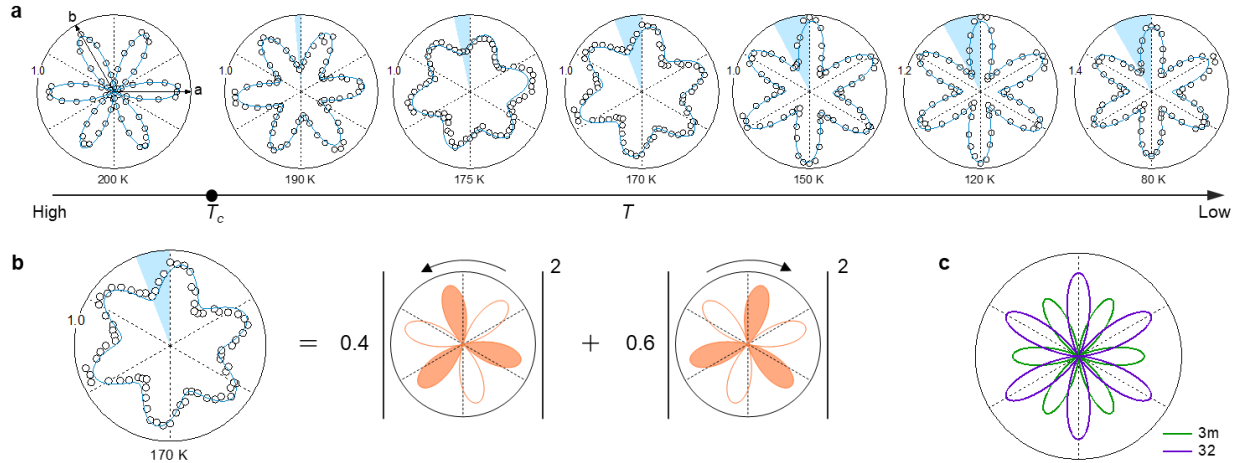 a
b
a
1.0
1.0
1.0
1.0
1.0
1.2
1.4
200 K
190 K
175 K
170 K
150 K
120 K
80 K
High
Tc
T
Low
b
1.0
170 K
= 0.4 | |2 + 0.6 | |2
c
3m
32